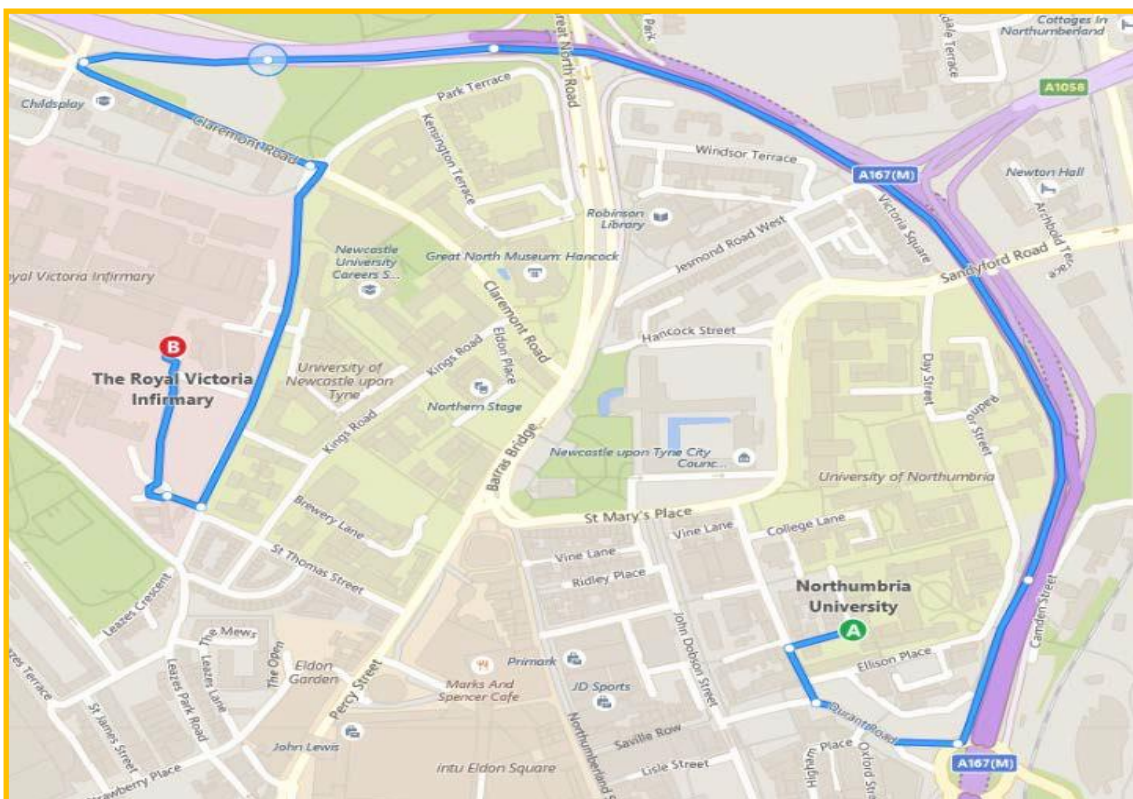 Cottages In
Northumberland
Great North Road
Park
dale Terrace
A1058
Childsplay
Park Terrace
Claremont Road
Kensington Terrace
Windsor Terrace
A167(M)
Newton Hall
Robinson
Library
Victoria Square
Archbold Terrace
Jesmond Road West
Newcastle
University
Careers S...
Great North Museum: Hancock
Sandyford Road
oyal Victoria Infirmary
Claremont Road
Hancock Street
B
Kings Road
Eldon Place
The Royal Victoria
Infirmary
University of
Newcastle upon
Tyne
Day Street
Northern Stage
Kings Road
Barras Bridge
Newcastle upon Tyne City
Counc...
University of Northumbria
Brewery Lane
St Mary's Place
Vine Lane
College Lane
St Thomas Street
Vine Lane
Ridley Place
Northumbria
University
Leazes Crescent
Camden Street
A
The Mews
John Dobson Street
Ellison Place
Leazes Terrace
Leazes Park Road
Leazes Lane
The Open
Eldon
Garden
Percy Street
Primark
Marks And
Spencer Cafe
JD Sports
Durant Road
St James Street
Northumberland S
Saville Row
Higham Place
Oxford Street
John Lewis
Lisle Street
A167(M)
intu Eldon Square
Strawberry Place